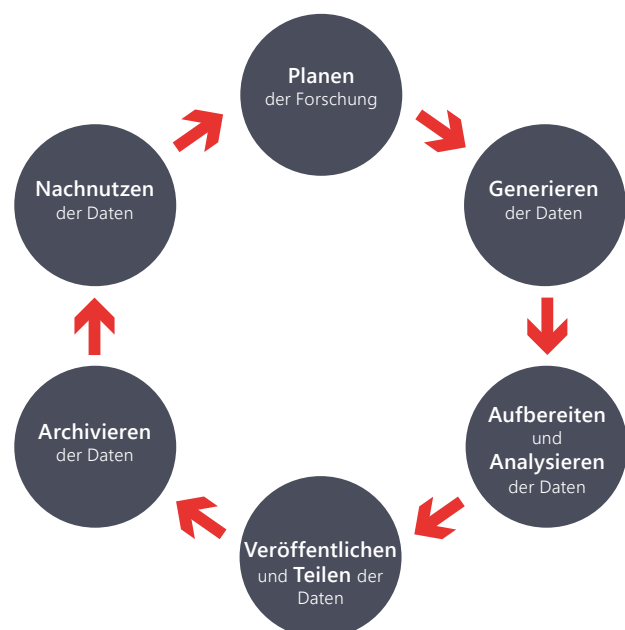 Planen
der Forschung
Generieren
der Daten
Aufbereiten
und
Analysieren
der Daten
Veröffentlichen
und Teilen der
Daten
Archivieren
der Daten
Nachnutzen
der Daten